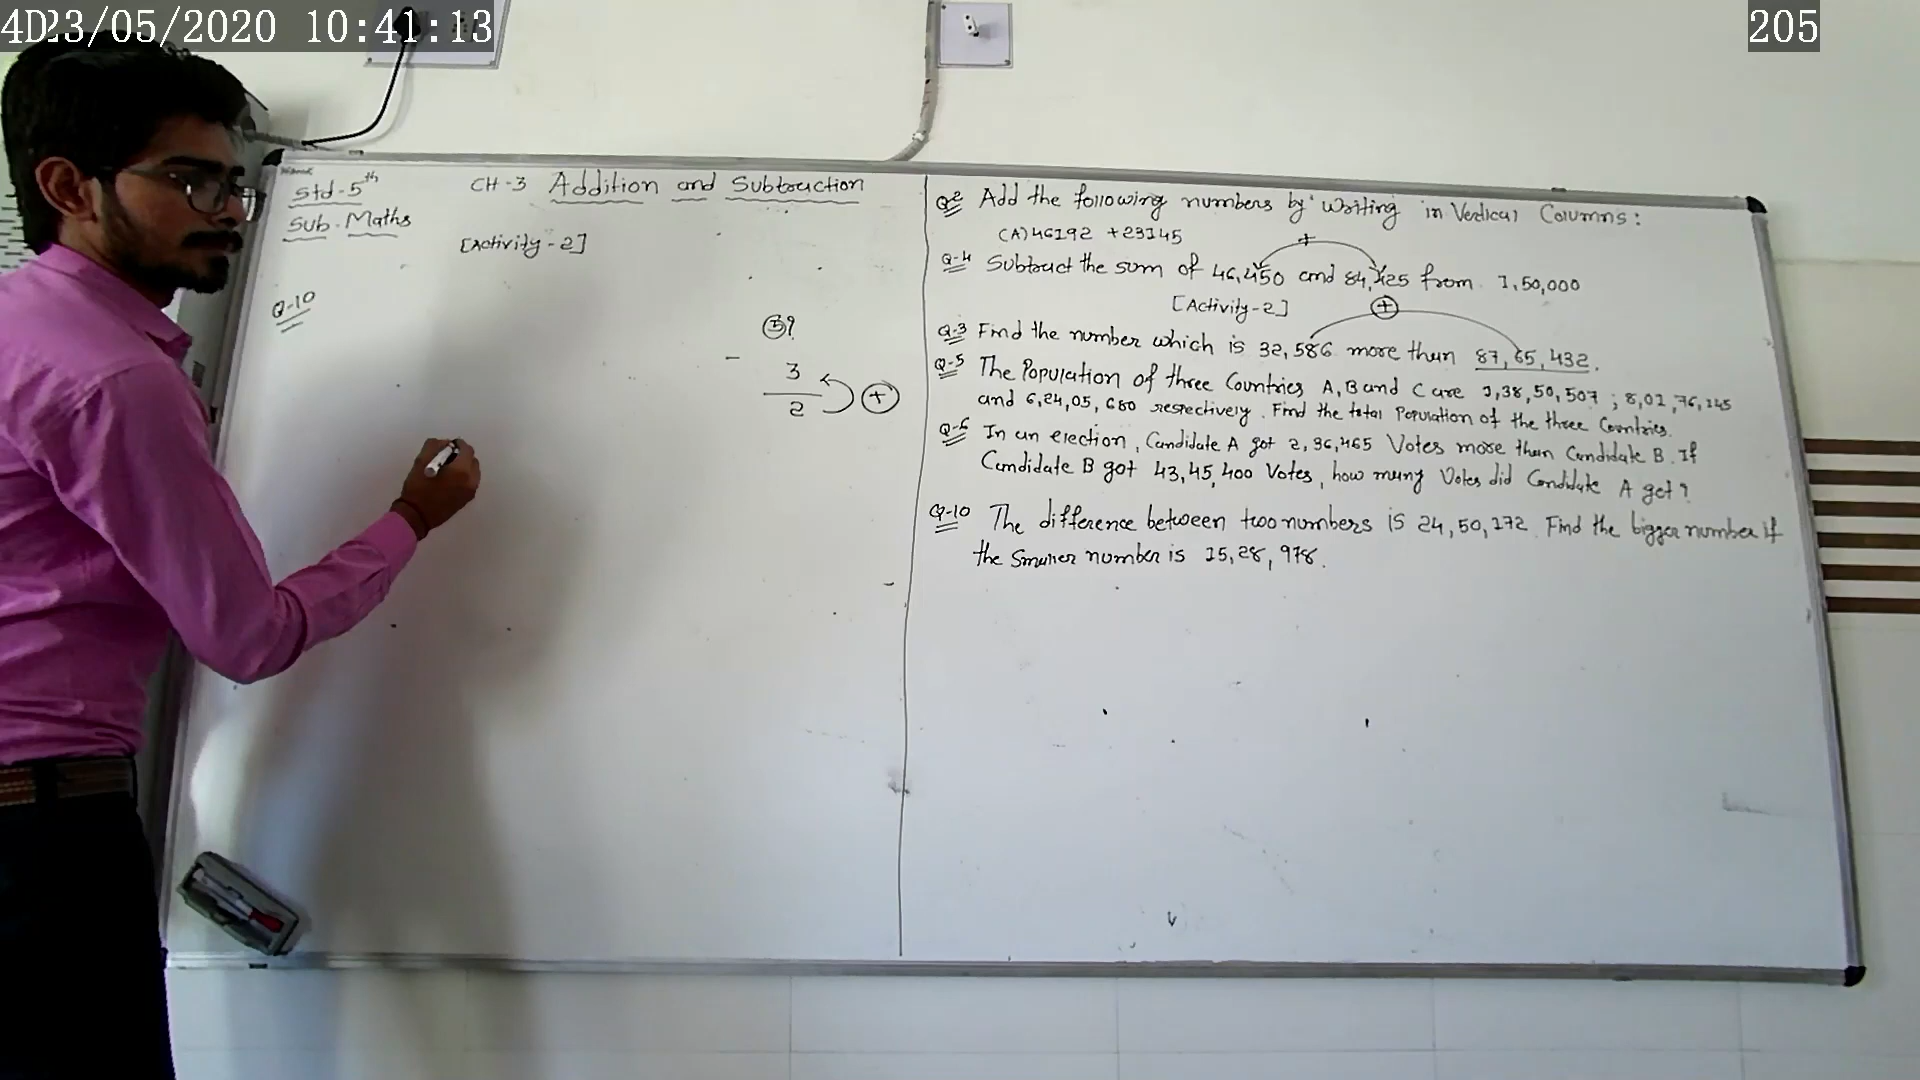 4D23/05/2020 10:41:13
205
Std-5th
Sub. Maths
CH-3 Addition and Subtraction
[Activity-2]
Q-10
5?
- 3
2 +
Q-2 Add the following numbers by writing in Vertical Columns:
(A) 46192 + 23145
+
Q-4 Subtract the sum of 46,450 and 84,125 from 1,50,000
[Activity-2] +
Q-3 Find the number which is 32,586 more than 87,65,432.
Q-5 The Population of three Countries A, B and C are 1,38,50,507 ; 8,01,76,145
and 6,24,05,680 respectively. Find the total Population of the three Countries.
Q-6 In an election, Candidate A got 2,36,465 Votes more than Candidate B. If
Candidate B got 43,45,400 Votes, how many Votes did Candidate A get?
Q-10 The difference between two numbers is 24,50,172. Find the bigger number if
the smaller number is 15,28,978.